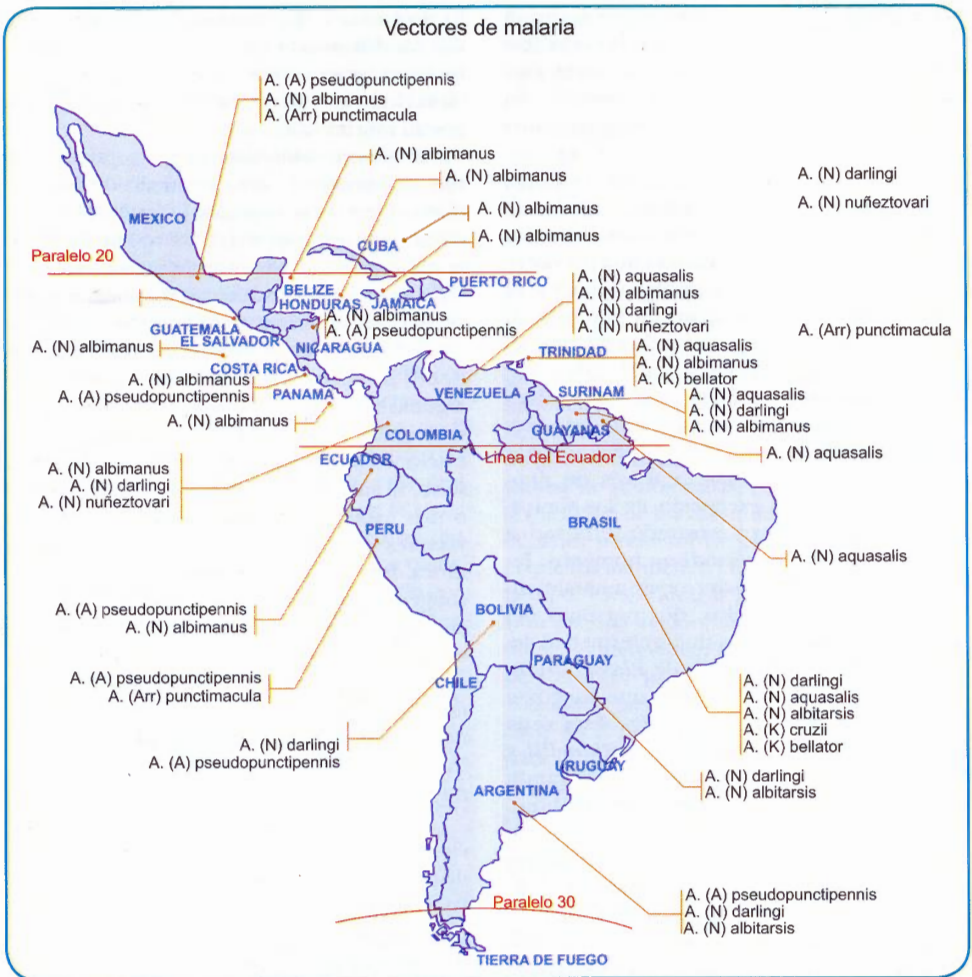 Vectores de malaria
A. (A) pseudopunctipennis
A. (N) albimanus
A. (Arr) punctimacula
A. (N) albimanus
A. (N) albimanus
A. (N) darlingi
A. (N) nuñeztovari
A. (N) albimanus
MEXICO
CUBA
A. (N) albimanus
Paralelo 20
PUERTO RICO
BELIZE
HONDURAS
JAMAICA
A. (N) aquasalis
A. (N) albimanus
A. (N) darlingi
A. (N) nuñeztovari
A. (N) albimanus
A. (A) pseudopunctipennis
GUATEMALA
EL SALVADOR
NICARAGUA
A. (Arr) punctimacula
A. (N) albimanus
TRINIDAD
A. (N) aquasalis
A. (N) albimanus
A. (K) bellator
COSTA RICA
A. (N) albimanus
A. (A) pseudopunctipennis
PANAMA
VENEZUELA
SURINAM
A. (N) aquasalis
A. (N) darlingi
A. (N) albimanus
A. (N) albimanus
COLOMBIA
GUAYANAS
A. (N) aquasalis
ECUADOR
Línea del Ecuador
A. (N) albimanus
A. (N) darlingi
A. (N) nuñeztovari
PERU
BRASIL
A. (N) aquasalis
A. (A) pseudopunctipennis
A. (N) albimanus
BOLIVIA
PARAGUAY
A. (A) pseudopunctipennis
A. (Arr) punctimacula
CHILE
A. (N) darlingi
A. (N) aquasalis
A. (N) albitarsis
A. (K) cruzii
A. (K) bellator
A. (N) darlingi
A. (A) pseudopunctipennis
URUGUAY
A. (N) darlingi
A. (N) albitarsis
ARGENTINA
A. (A) pseudopunctipennis
A. (N) darlingi
A. (N) albitarsis
Paralelo 30
TIERRA DE FUEGO